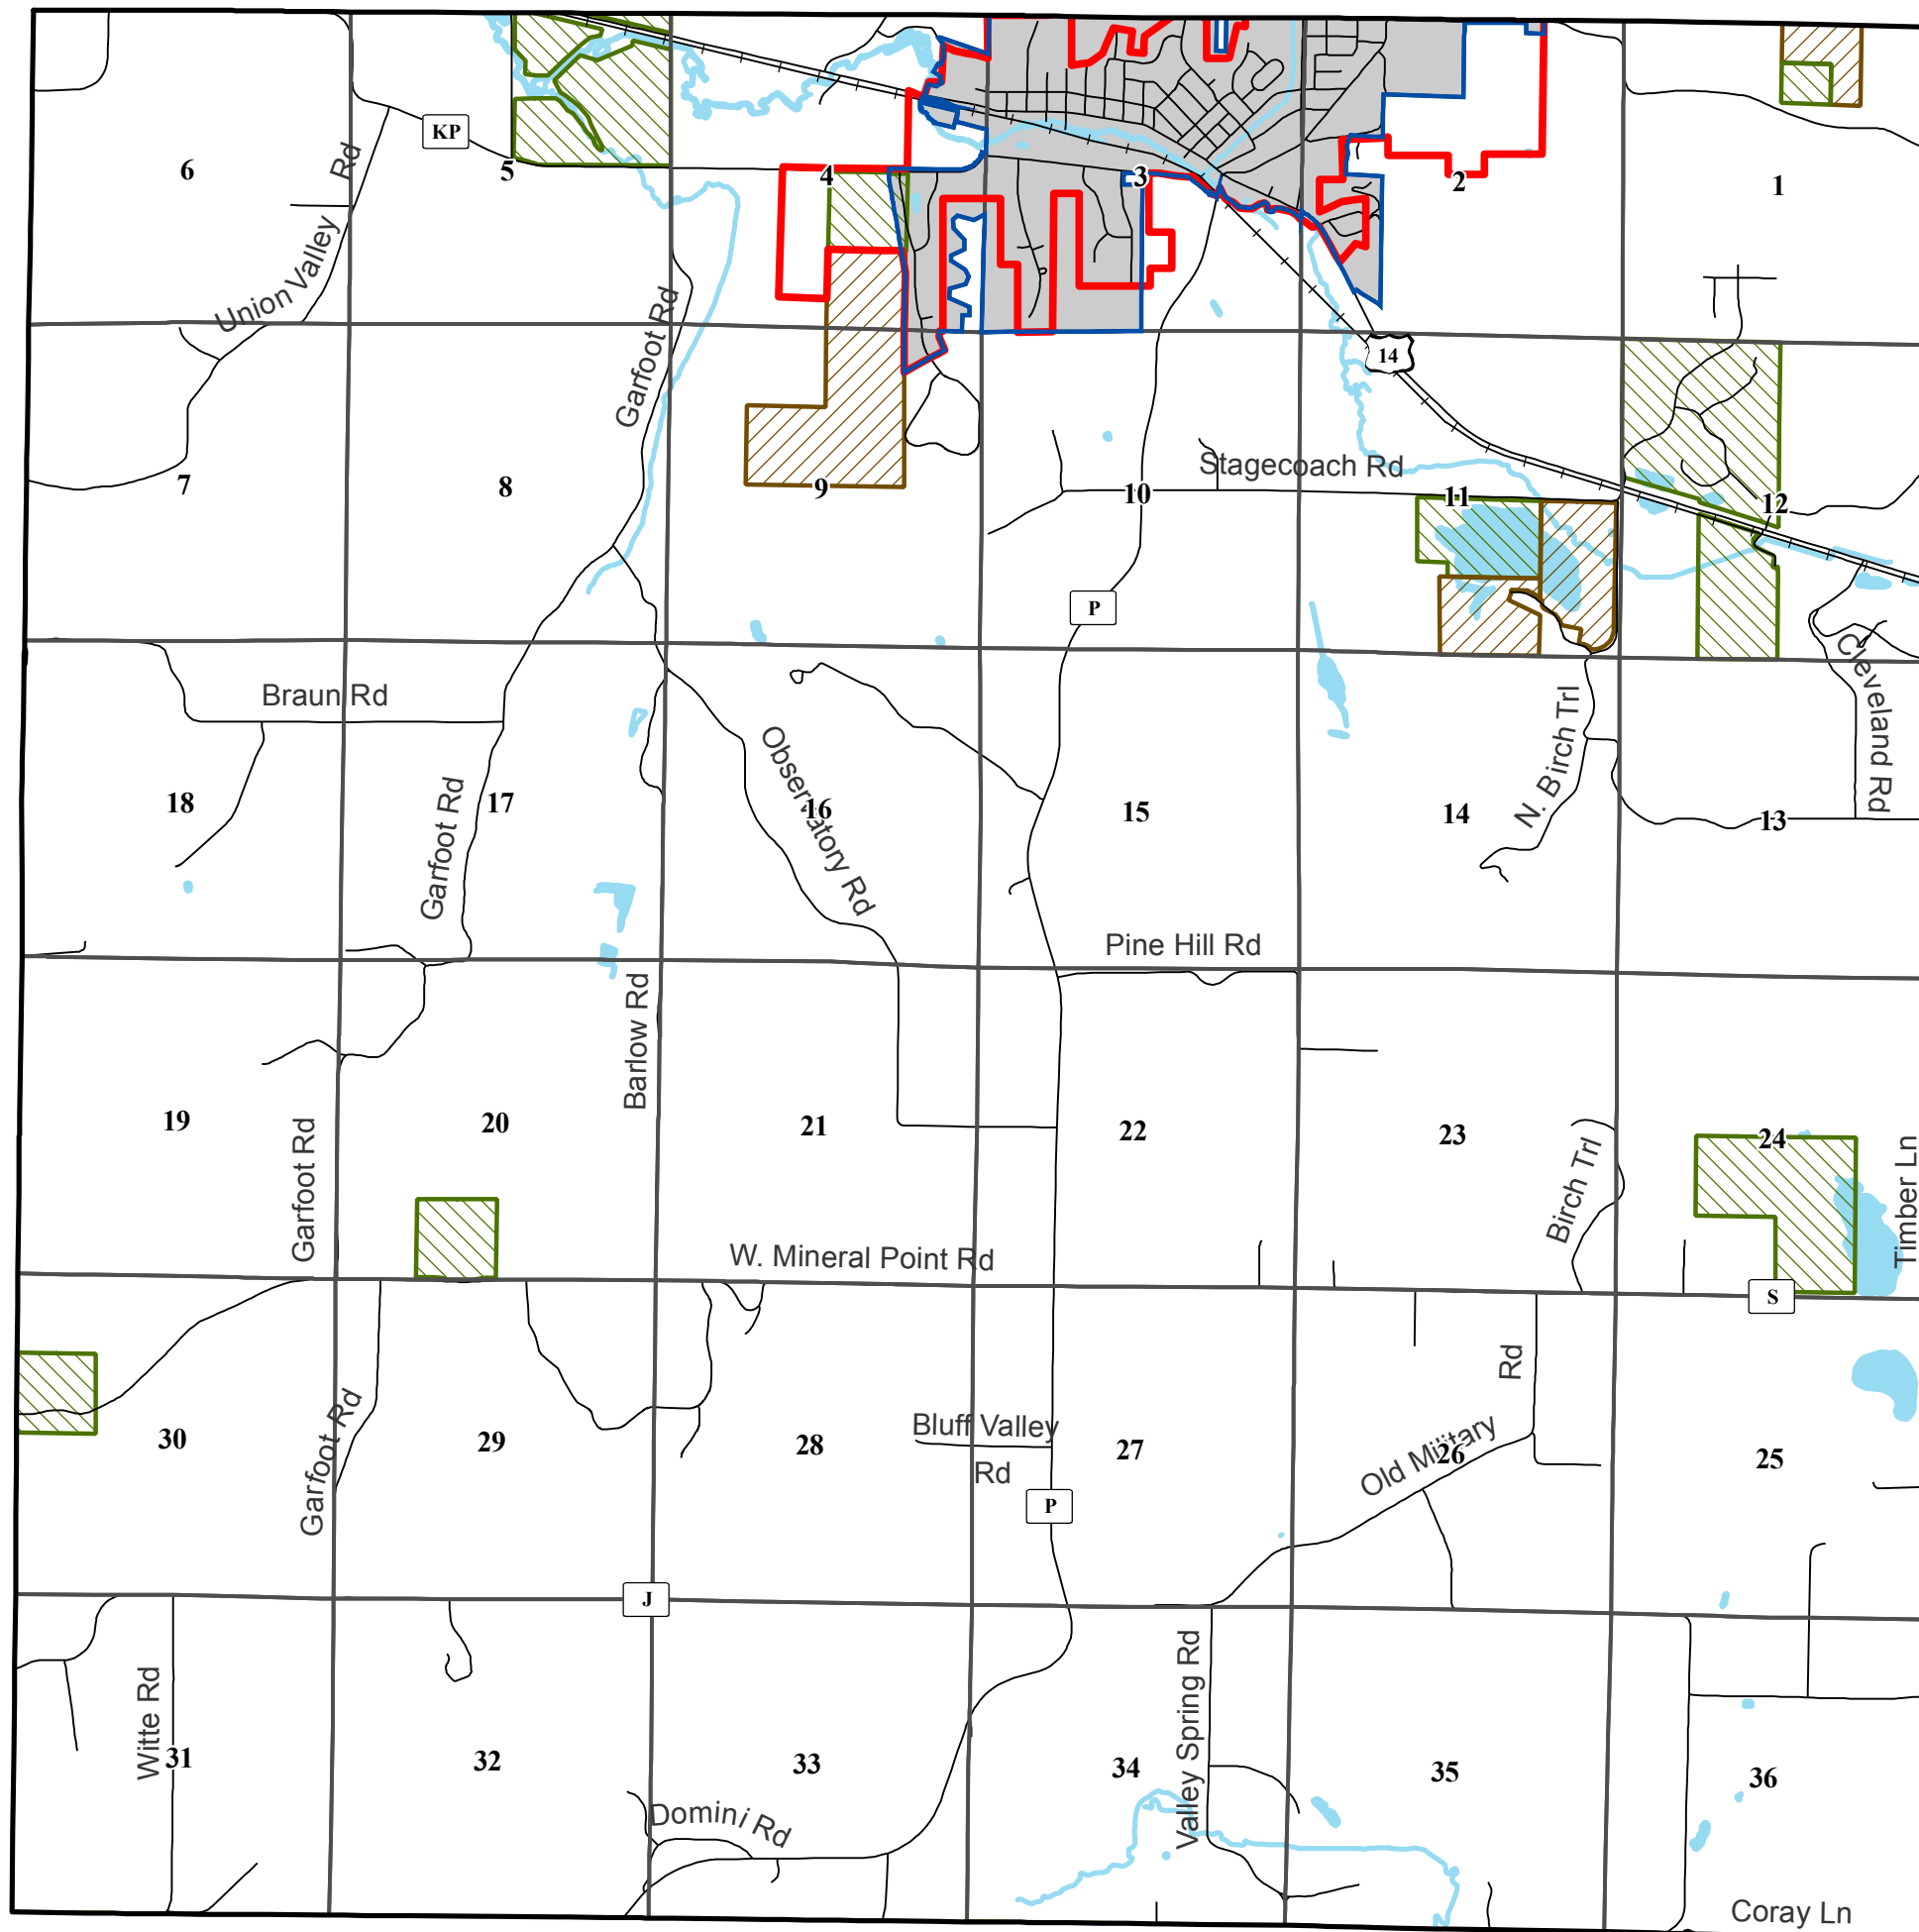 KP
6
5
4
3
2
1
Union Valley Rd
Garfoot Rd
14
7
8
9
10
Stagecoach Rd
11
12
P
Braun Rd
Cleveland Rd
N. Birch Trl
Observatory Rd
18
Garfoot Rd
17
16
15
14
13
Pine Hill Rd
Barlow Rd
19
Garfoot Rd
20
21
22
23
Birch Trl
24
Timber Ln
W. Mineral Point Rd
S
30
Garfoot Rd
29
28
Bluff Valley
Rd
27
Old Military
Rd
26
25
P
J
Witte Rd
31
32
33
Domini Rd
34
Valley Spring Rd
35
36
Coray Ln